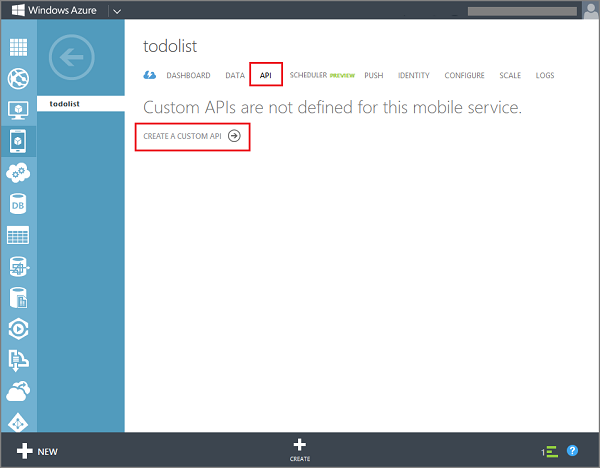 Windows Azure
todolist
DASHBOARD DATA API SCHEDULER PREVIEW PUSH IDENTITY CONFIGURE SCALE LOGS
todolist
Custom APIs are not defined for this mobile service.
CREATE A CUSTOM API
DB
NEW
CREATE
1
?